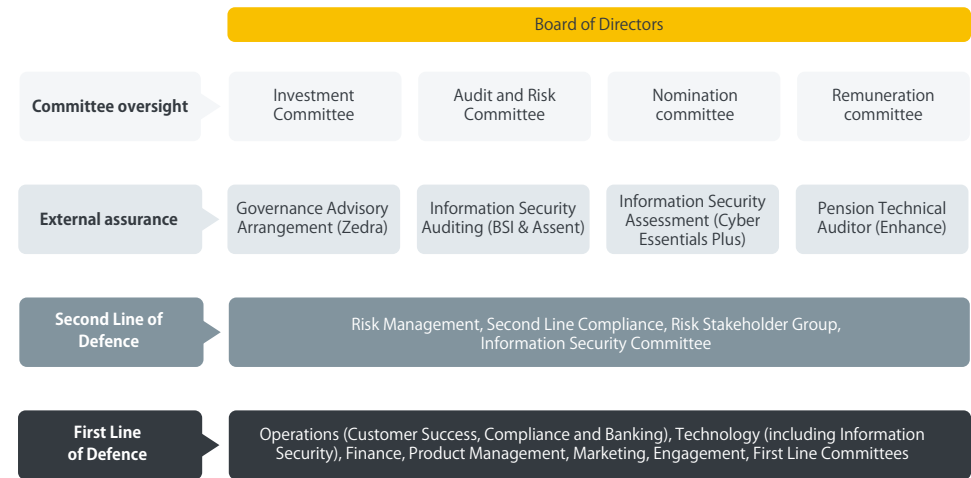 Board of Directors
Committee oversight
Investment
Committee
Audit and Risk
Committee
Nomination
committee
Remuneration
committee
External assurance
Governance Advisory
Arrangement (Zedra)
Information Security
Auditing (BSI & Assent)
Information Security
Assessment (Cyber
Essentials Plus)
Pension Technical
Auditor (Enhance)
Second Line of
Defence
Risk Management, Second Line Compliance, Risk Stakeholder Group,
Information Security Committee
First Line
of Defence
Operations (Customer Success, Compliance and Banking), Technology (including Information
Security), Finance, Product Management, Marketing, Engagement, First Line Committees